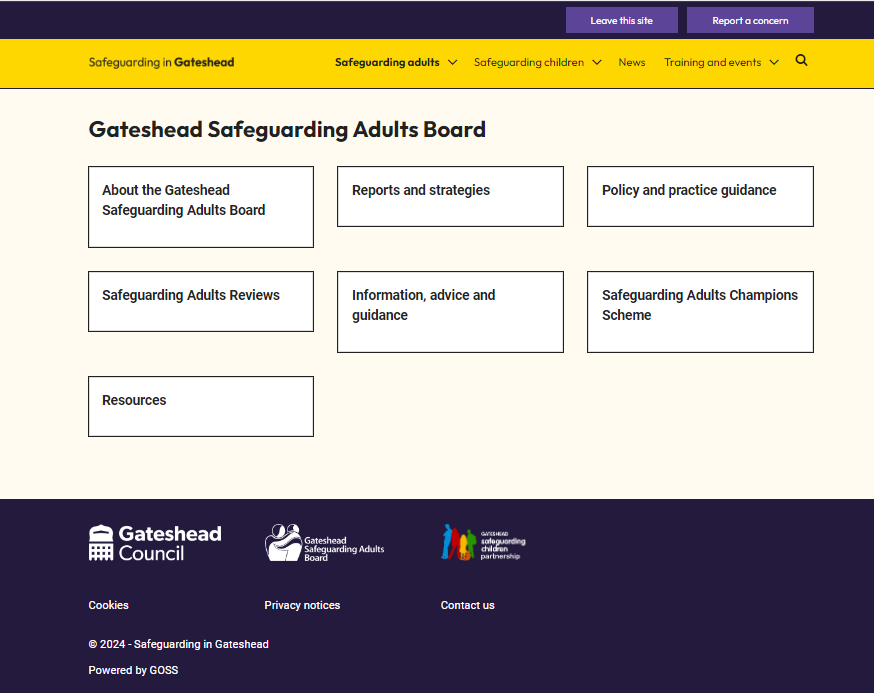 Leave this site
Report a concern
Safeguarding in Gateshead
Safeguarding adults
Safeguarding children
News
Training and events
Gateshead Safeguarding Adults Board
About the Gateshead
Safeguarding Adults Board
Reports and strategies
Policy and practice guidance
Safeguarding Adults Reviews
Information, advice and
guidance
Safeguarding Adults Champions
Scheme
Resources
Gateshead
Council
Gateshead
Safeguarding Adults
Board
GATESHEAD
safeguarding
children
partnership
Cookies
Privacy notices
Contact us
© 2024 - Safeguarding in Gateshead
Powered by GOSS